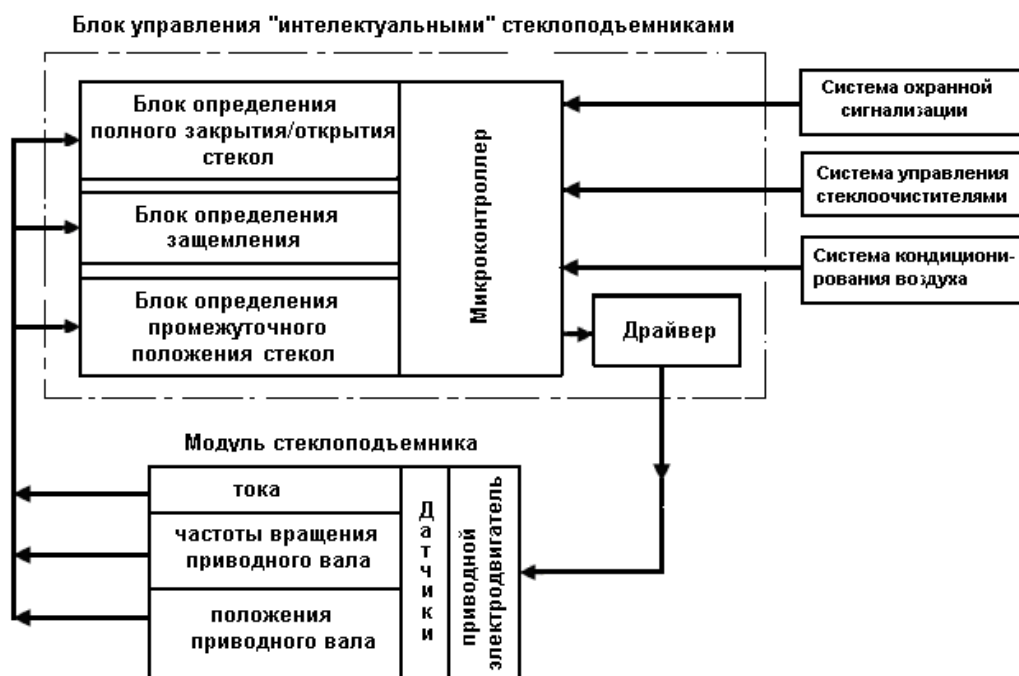 Блок управления "интелектуальными" стеклоподъемниками
Блок определения
полного закрытия/открытия
стекол
Блок определения
защемления
Блок определения
промежуточного
положения стекол
Микроконтроллер
Система охранной
сигнализации
Система управления
стеклоочистителями
Система кондициони-
рования воздуха
Драйвер
Модуль стеклоподъемника
тока
частоты вращения
приводного вала
положения
приводного вала
Датчики
приводной
электродвигатель